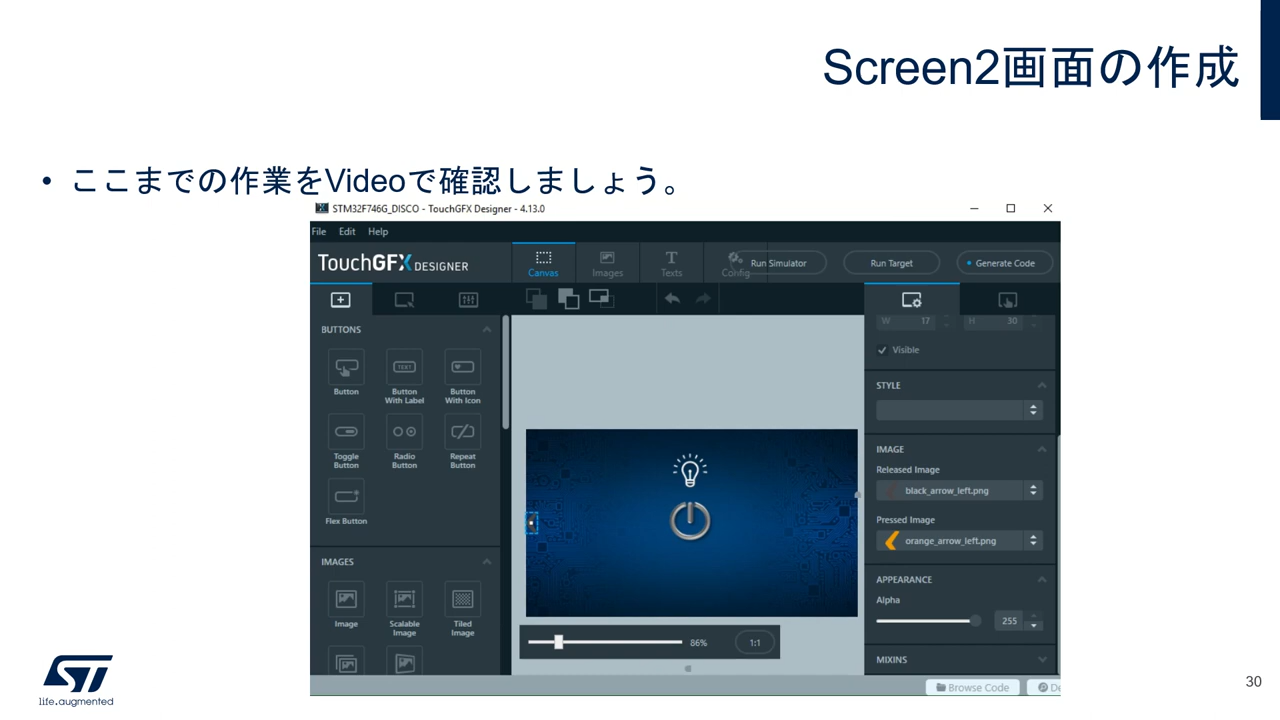 Screen2画面の作成
• ここまでの作業をVideoで確認しましょう。
STM32F746G_DISCO - TouchGFX Designer - 4.13.0
File Edit Help
TouchGFX DESIGNER
Canvas Images Texts Config
Run Simulator Run Target Generate Code
BUTTONS
Button Button With Label Button With Icon
Toggle Button Radio Button Repeat Button
Flex Button
IMAGES
Image Scalable Image Tiled Image
86% 1:1
W 17 H 30
Visible
STYLE
IMAGE
Released Image
black_arrow_left.png
Pressed Image
orange_arrow_left.png
APPEARANCE
Alpha
255
MIXINS
Browse Code De
ST
life.augmented
30